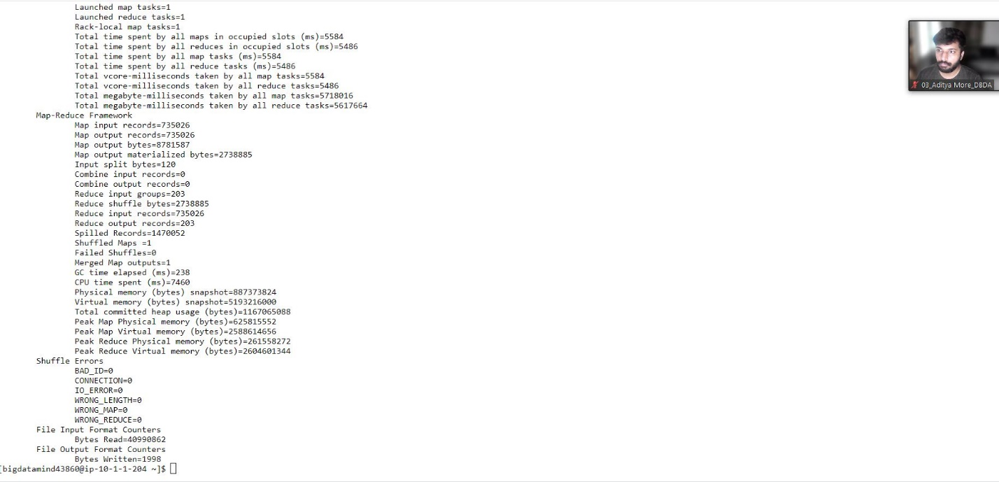 Launched map tasks=1
Launched reduce tasks=1
Rack-local map tasks=1
Total time spent by all maps in occupied slots (ms)=5584
Total time spent by all reduces in occupied slots (ms)=5486
Total time spent by all map tasks (ms)=5584
Total time spent by all reduce tasks (ms)=5486
Total vcore-milliseconds taken by all map tasks=5584
Total vcore-milliseconds taken by all reduce tasks=5486
Total megabyte-milliseconds taken by all map tasks=5718016
Total megabyte-milliseconds taken by all reduce tasks=5617664
Map-Reduce Framework
Map input records=735026
Map output records=735026
Map output bytes=8781587
Map output materialized bytes=2738885
Input split bytes=120
Combine input records=0
Combine output records=0
Reduce input groups=203
Reduce shuffle bytes=2738885
Reduce input records=735026
Reduce output records=203
Spilled Records=1470052
Shuffled Maps =1
Failed Shuffles=0
Merged Map outputs=1
GC time elapsed (ms)=238
CPU time spent (ms)=7460
Physical memory (bytes) snapshot=887373824
Virtual memory (bytes) snapshot=5193216000
Total committed heap usage (bytes)=1167065088
Peak Map Physical memory (bytes)=625815552
Peak Map Virtual memory (bytes)=2588614656
Peak Reduce Physical memory (bytes)=261558272
Peak Reduce Virtual memory (bytes)=2604601344
Shuffle Errors
BAD_ID=0
CONNECTION=0
IO_ERROR=0
WRONG_LENGTH=0
WRONG_MAP=0
WRONG_REDUCE=0
File Input Format Counters
Bytes Read=40990862
File Output Format Counters
Bytes Written=1998
[bigdatamind43860@ip-10-1-1-204 ~]$
03_Aditya More_DBDA